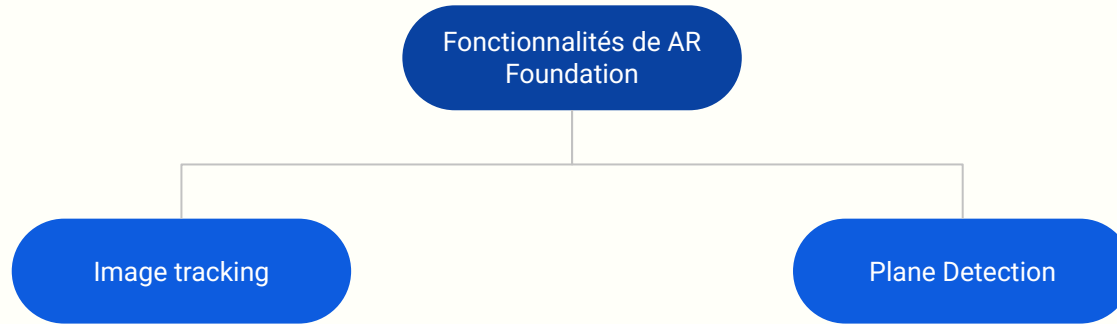 Fonctionnalités de AR
Foundation
Image tracking
Plane Detection